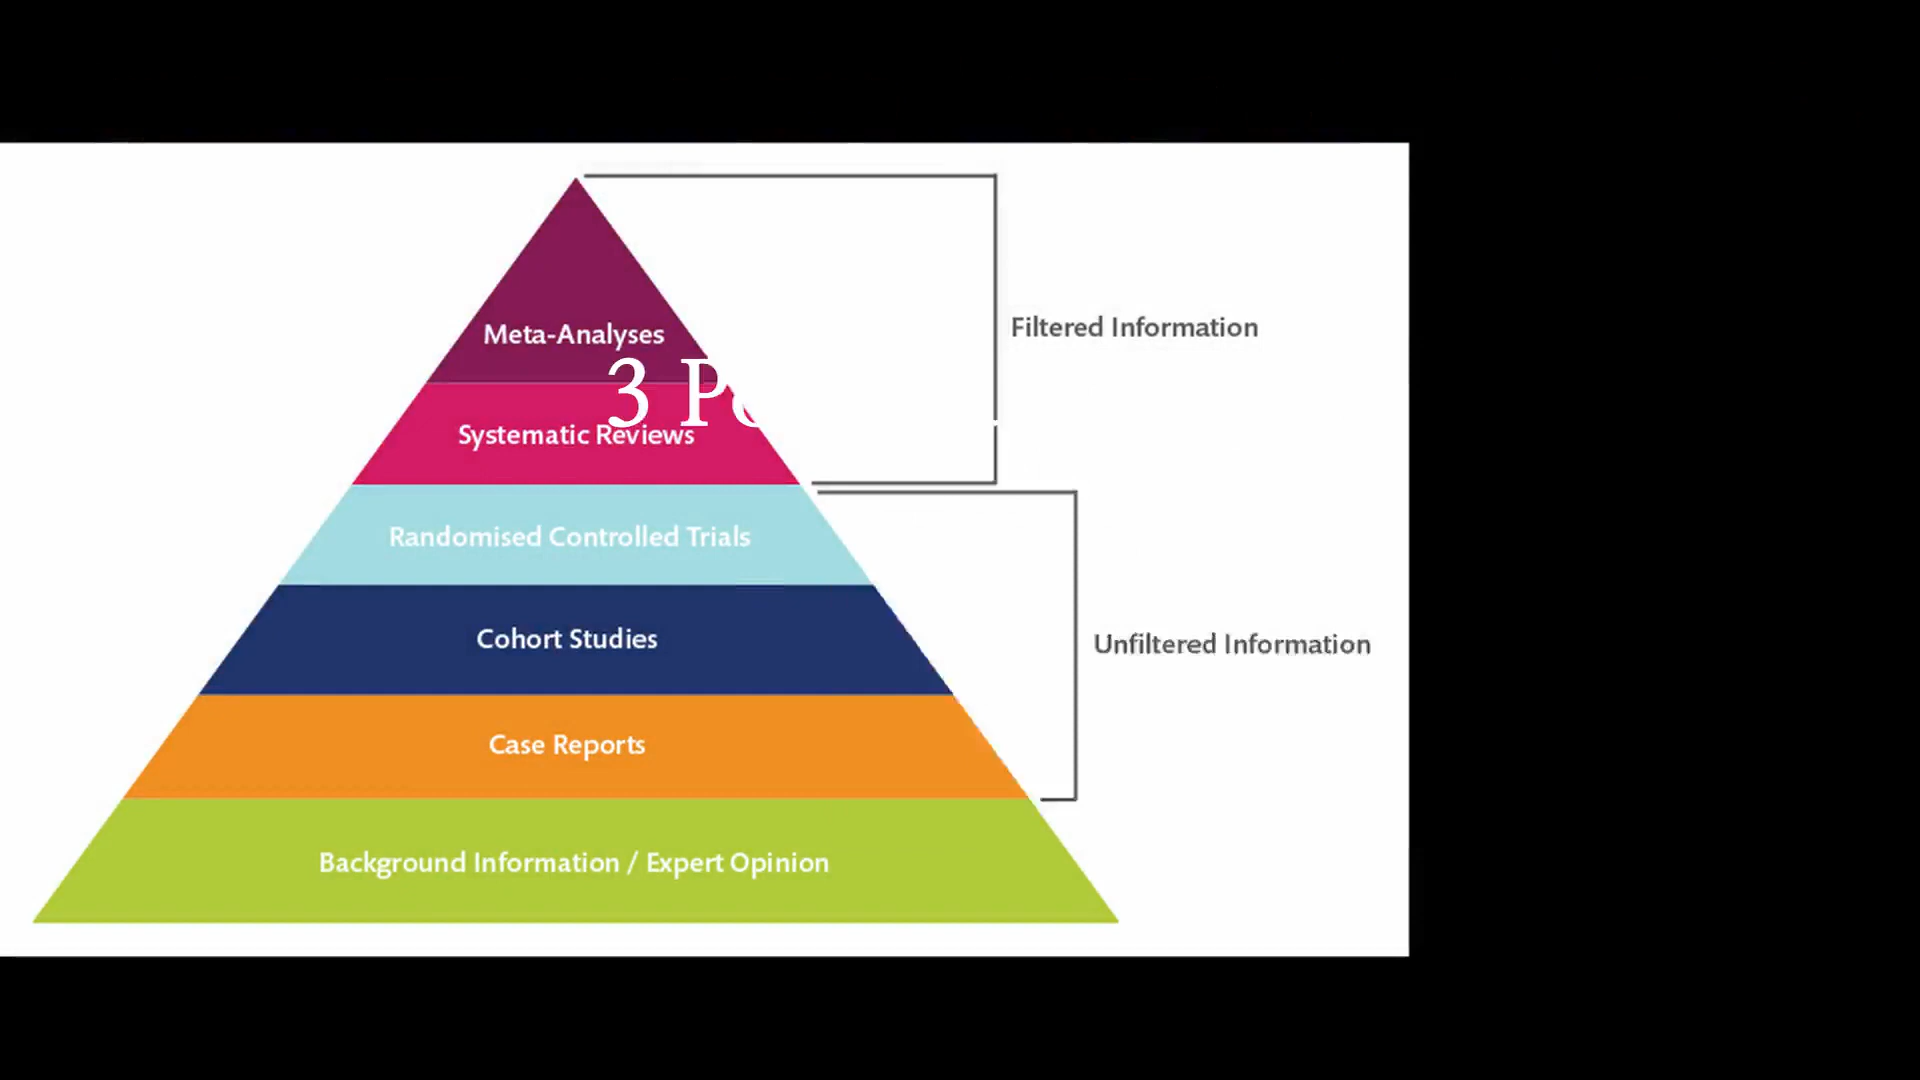 Meta-Analyses
Filtered Information
3
Systematic Reviews
Randomised Controlled Trials
Cohort Studies
Unfiltered Information
Case Reports
Background Information / Expert Opinion